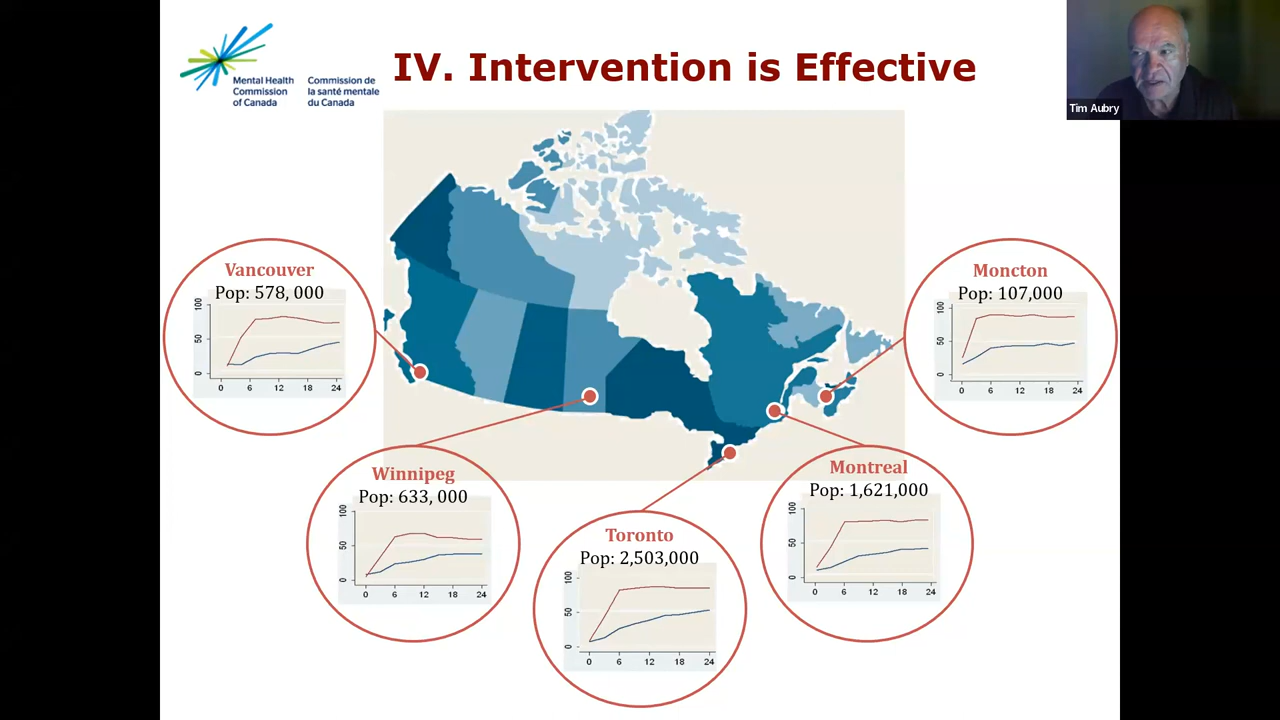 Mental Health
Commission
of Canada
Commission de
la santé mentale
du Canada
IV. Intervention is Effective
Tim Aubry
Vancouver
Pop: 578, 000
100
50
0
0 6 12 18 24
Moncton
Pop: 107,000
100
50
0
0 6 12 18 24
Winnipeg
Pop: 633, 000
100
50
0
0 6 12 18 24
Toronto
Pop: 2,503,000
100
50
0
0 6 12 18 24
Montreal
Pop: 1,621,000
100
50
0
0 6 12 18 24